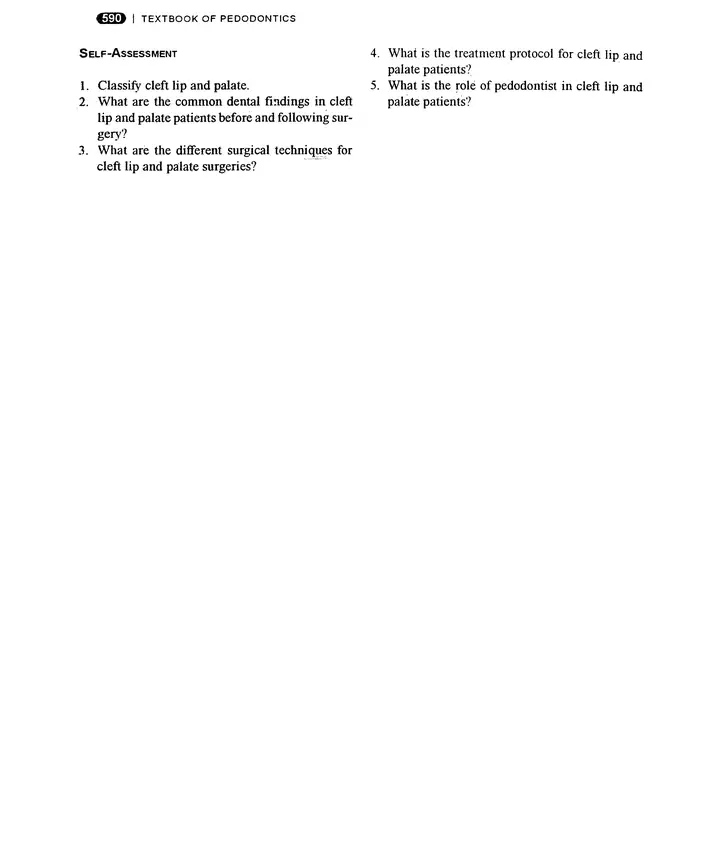 590 | TEXTBOOK OF PEDODONTICS
SELF-ASSESSMENT
1. Classify cleft lip and palate.
2. What are the common dental findings in cleft
lip and palate patients before and following sur-
gery?
3. What are the different surgical techniques for
cleft lip and palate surgeries?
4. What is the treatment protocol for cleft lip and
palate patients?
5. What is the role of pedodontist in cleft lip and
palate patients?